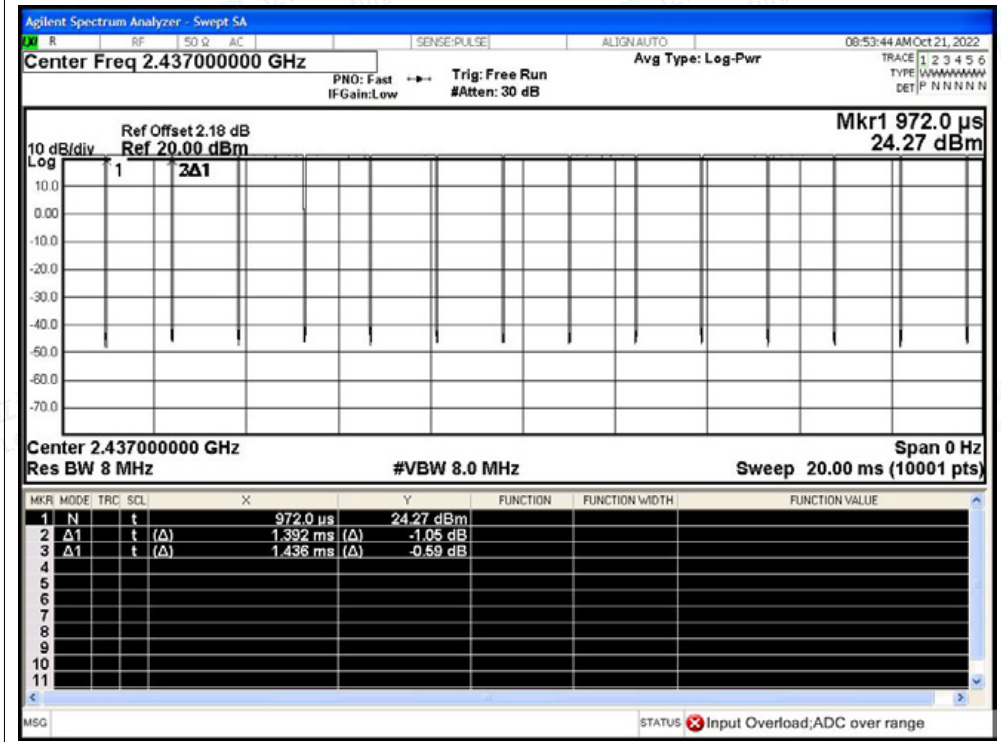 Agilent Spectrum Analyzer - Swept SA
R RF 50 Ω AC SENSE:PULSE ALIGN AUTO 08:53:44 AM Oct 21, 2022
Center Freq 2.437000000 GHz
PNO: Fast
IFGain:Low
Trig: Free Run
#Atten: 30 dB
Avg Type: Log-Pwr
TRACE 1 2 3 4 5 6
TYPE WWWWWW
DET P N N N N N
Ref Offset 2.18 dB
10 dB/div Ref 20.00 dBm
Mkr1 972.0 µs
24.27 dBm
Log
1 2Δ1
10.0
0.00
-10.0
-20.0
-30.0
-40.0
-50.0
-60.0
-70.0
Center 2.437000000 GHz Span 0 Hz
Res BW 8 MHz #VBW 8.0 MHz Sweep 20.00 ms (10001 pts)
MKR MODE TRC SCL X Y FUNCTION FUNCTION WIDTH FUNCTION VALUE
1 N t 972.0 µs 24.27 dBm
2 Δ1 t (Δ) 1.392 ms (Δ) -1.05 dB
3 Δ1 t (Δ) 1.436 ms (Δ) -0.59 dB
4
5
6
7
8
9
10
11
MSG STATUS Input Overload;ADC over range